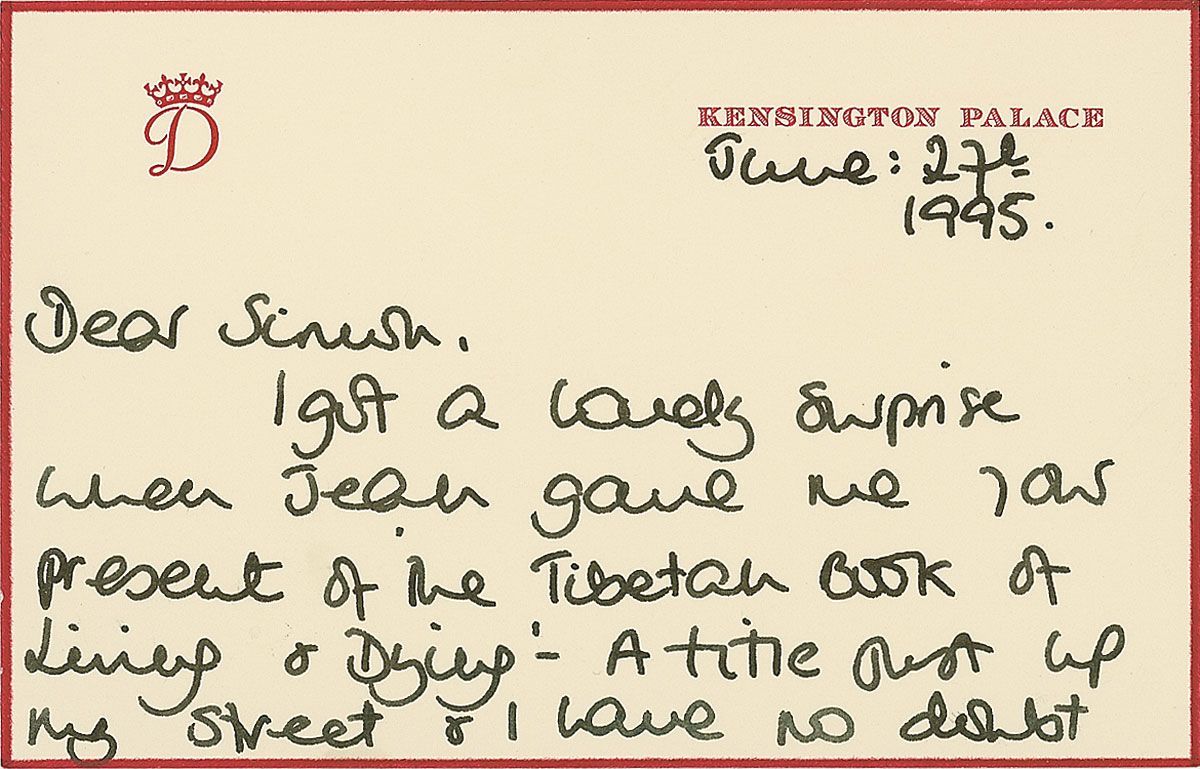 D
KENSINGTON PALACE
June: 27th
1995.
Dear Simon.
I got a lovely surprise
when Jean gave me your
present of 'The Tibetan Book of
Living & Dying' - A title just up
my street & I have no doubt